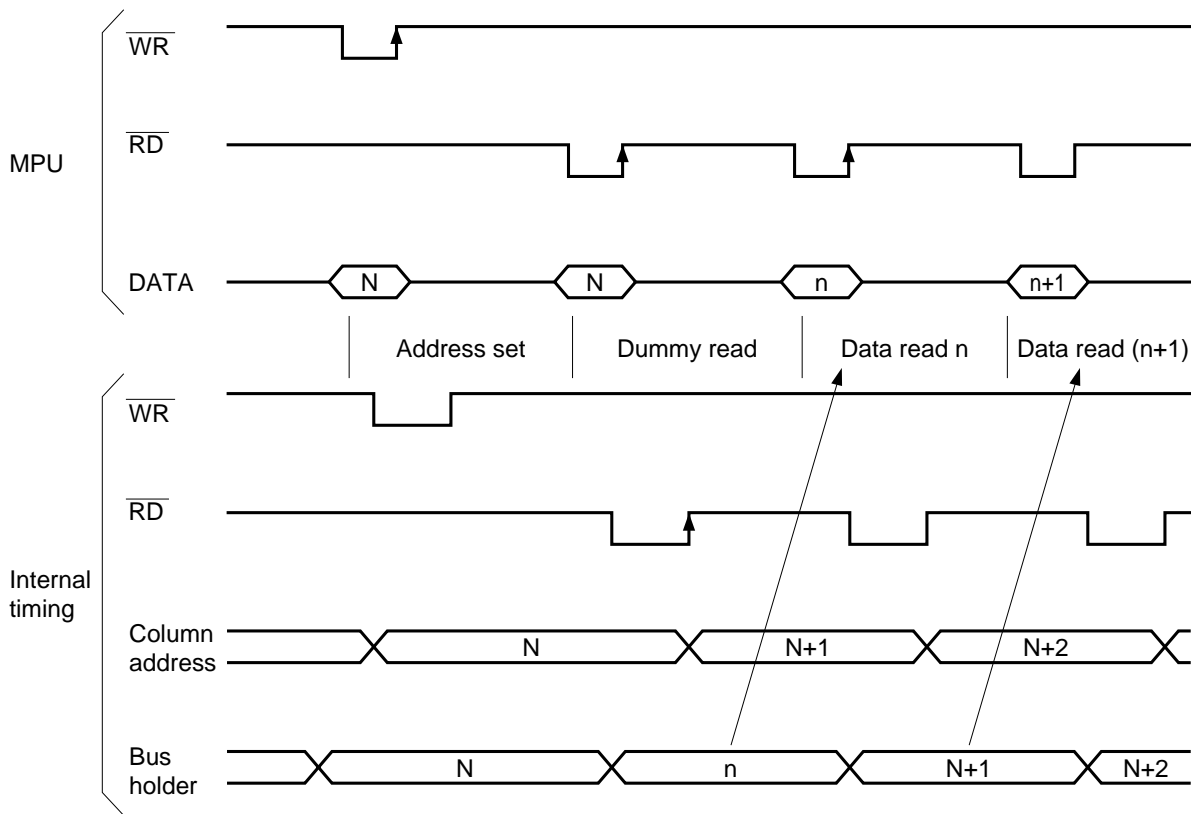 MPU
WR
RD
DATA
N
N
n
n+1
Address set
Dummy read
Data read n
Data read (n+1)
Internal
timing
WR
RD
Column
address
N
N+1
N+2
Bus
holder
N
n
N+1
N+2